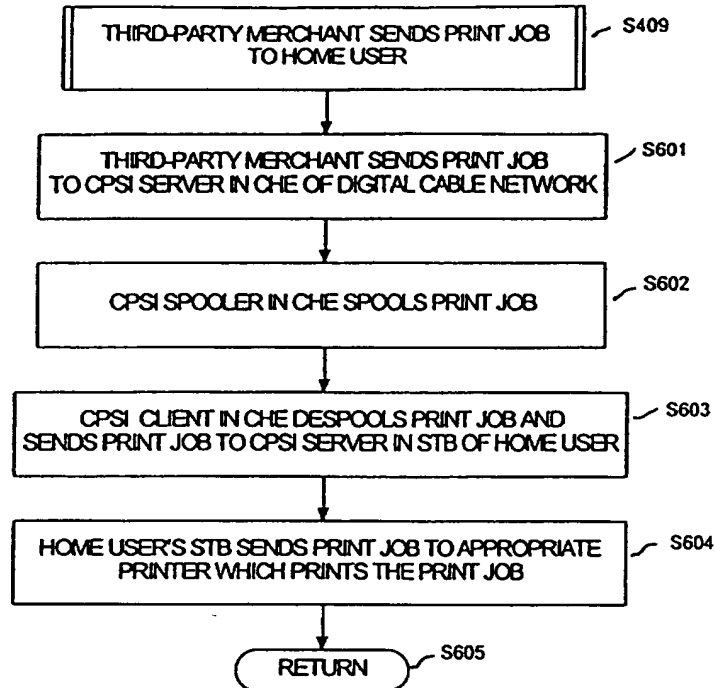 THIRD-PARTY MERCHANT SENDS PRINT JOB
TO HOME USER
S409
THIRD-PARTY MERCHANT SENDS PRINT JOB
TO CPSI SERVER IN CHE OF DIGITAL CABLE NETWORK
S601
CPSI SPOOLER IN CHE SPOOLS PRINT JOB
S602
CPSI CLIENT IN CHE DESPOOLS PRINT JOB AND
SENDS PRINT JOB TO CPSI SERVER IN STB OF HOME USER
S603
HOME USER'S STB SENDS PRINT JOB TO APPROPRIATE
PRINTER WHICH PRINTS THE PRINT JOB
S604
RETURN
S605